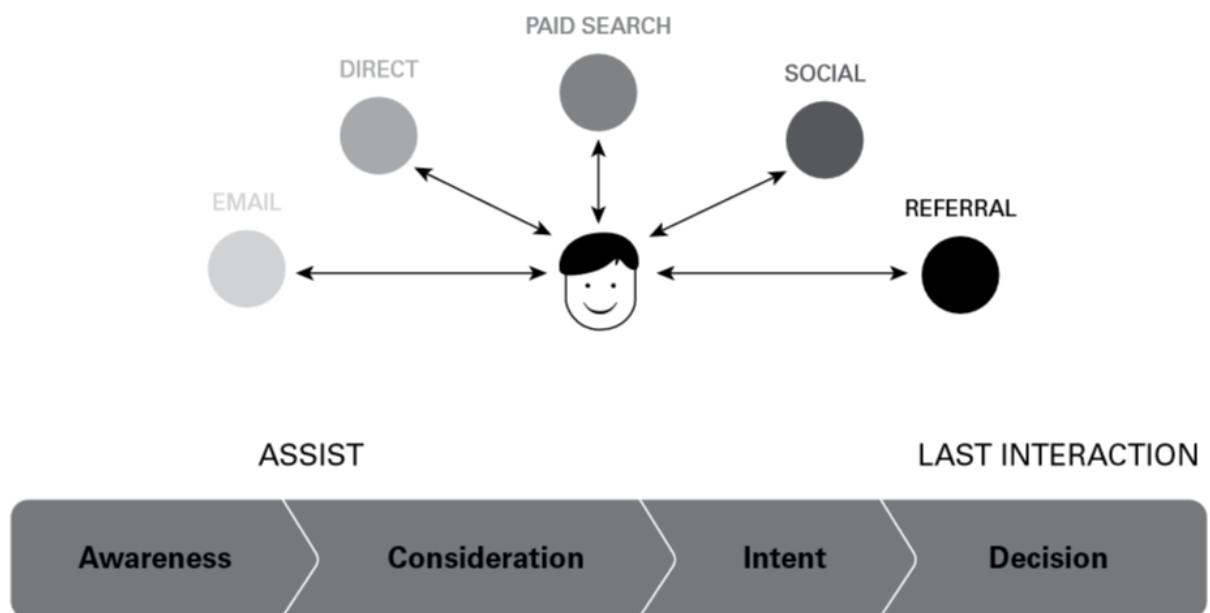 PAID SEARCH
DIRECT
SOCIAL
EMAIL
REFERRAL
ASSIST
LAST INTERACTION
Awareness
Consideration
Intent
Decision